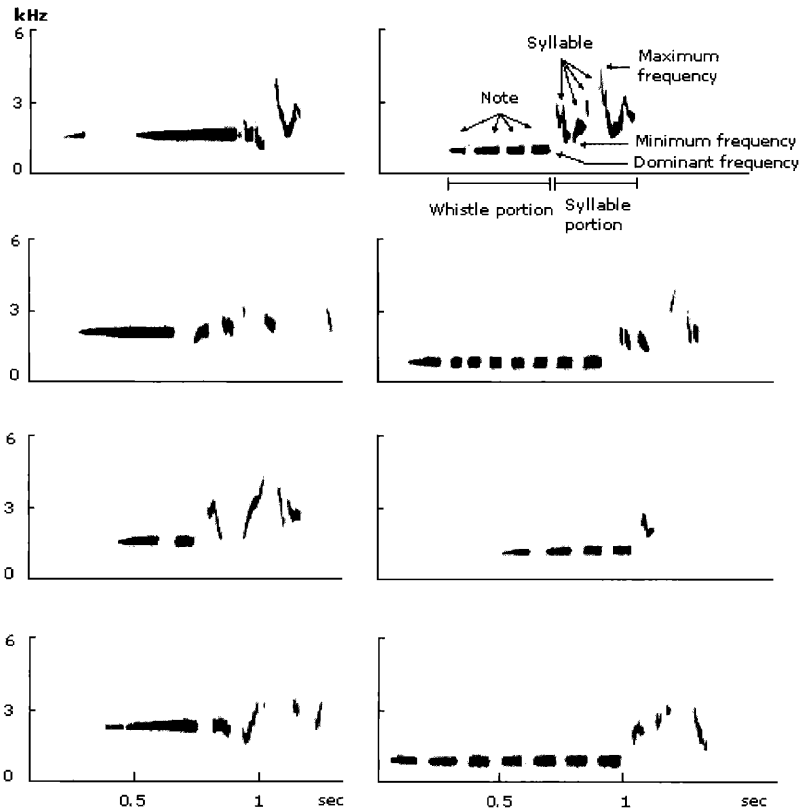 kHz
6
3
0
Syllable
Note
Maximum
frequency
Minimum frequency
Dominant frequency
Whistle portion
Syllable
portion
6
3
0
6
3
0
6
3
0
0.5 1 sec
0.5 1 sec